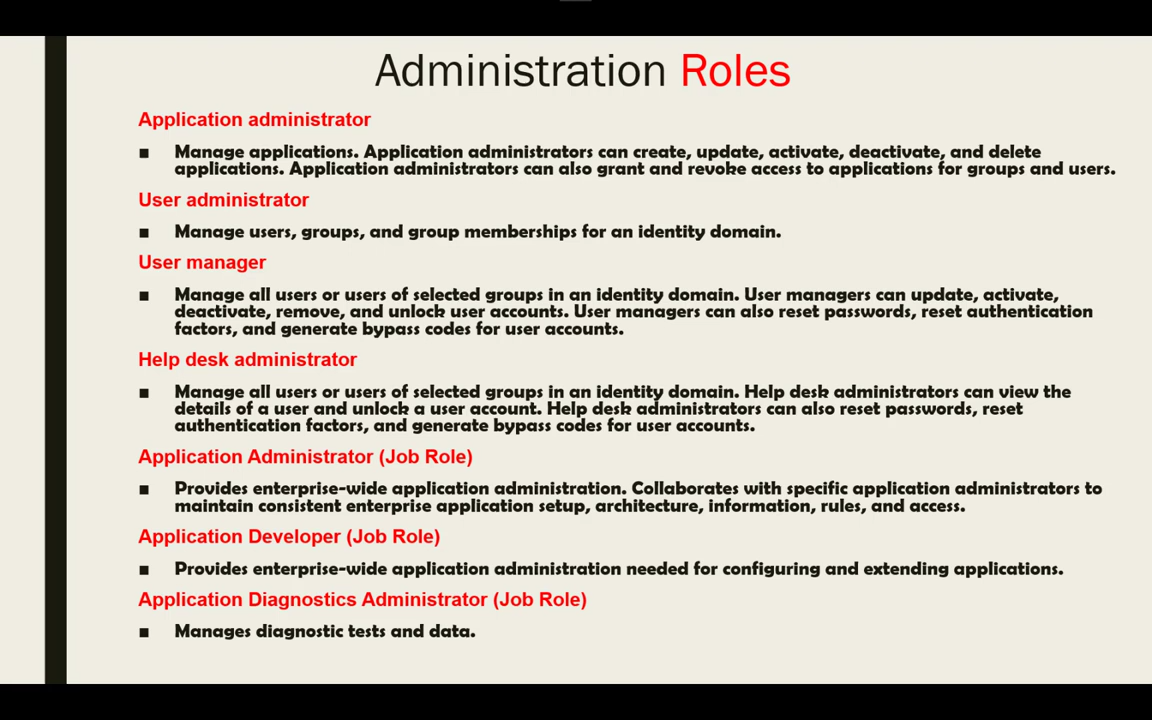 Administration Roles
Application administrator
■ Manage applications. Application administrators can create, update, activate, deactivate, and delete
applications. Application administrators can also grant and revoke access to applications for groups and users.
User administrator
■ Manage users, groups, and group memberships for an identity domain.
User manager
■ Manage all users or users of selected groups in an identity domain. User managers can update, activate,
deactivate, remove, and unlock user accounts. User managers can also reset passwords, reset authentication
factors, and generate bypass codes for user accounts.
Help desk administrator
■ Manage all users or users of selected groups in an identity domain. Help desk administrators can view the
details of a user and unlock a user account. Help desk administrators can also reset passwords, reset
authentication factors, and generate bypass codes for user accounts.
Application Administrator (Job Role)
■ Provides enterprise-wide application administration. Collaborates with specific application administrators to
maintain consistent enterprise application setup, architecture, information, rules, and access.
Application Developer (Job Role)
■ Provides enterprise-wide application administration needed for configuring and extending applications.
Application Diagnostics Administrator (Job Role)
■ Manages diagnostic tests and data.